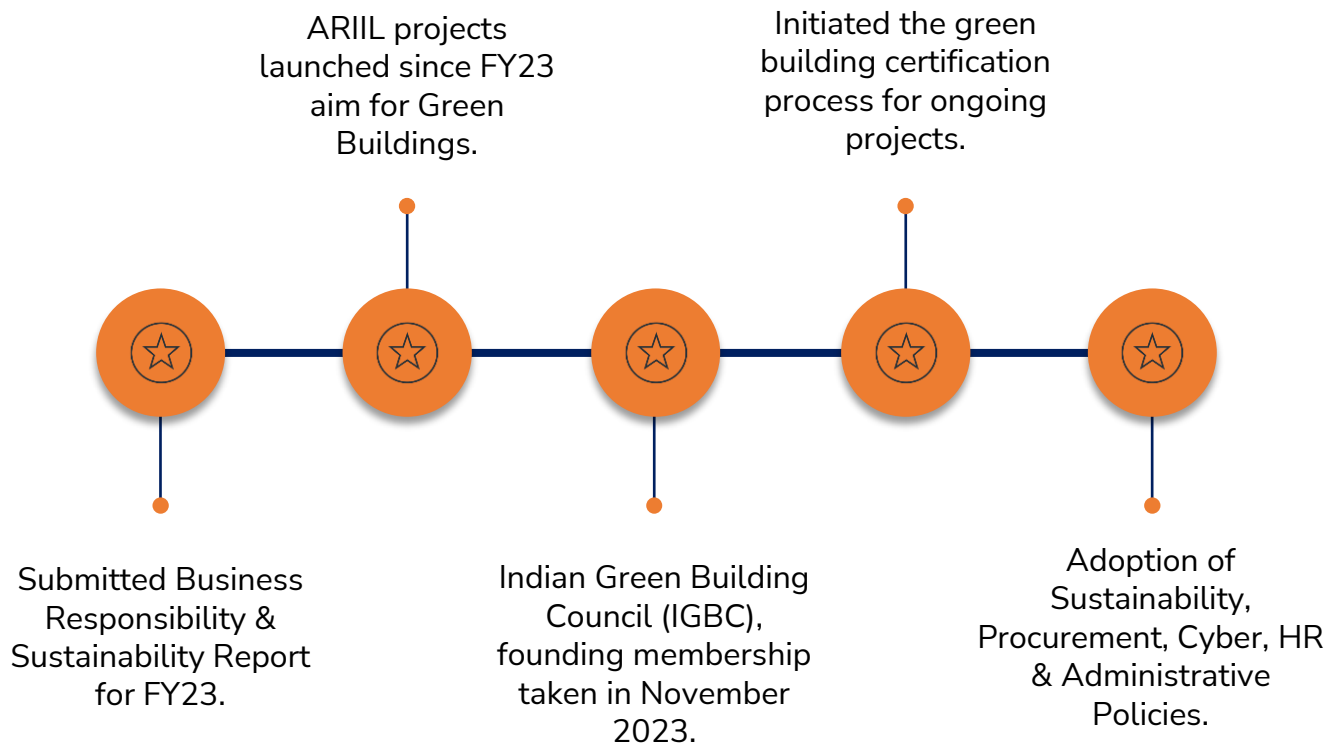 ARIIL projects
launched since FY23
aim for Green
Buildings.
Initiated the green
building certification
process for ongoing
projects.
Submitted Business
Responsibility &
Sustainability Report
for FY23.
Indian Green Building
Council (IGBC),
founding membership
taken in November
2023.
Adoption of
Sustainability,
Procurement, Cyber, HR
& Administrative
Policies.